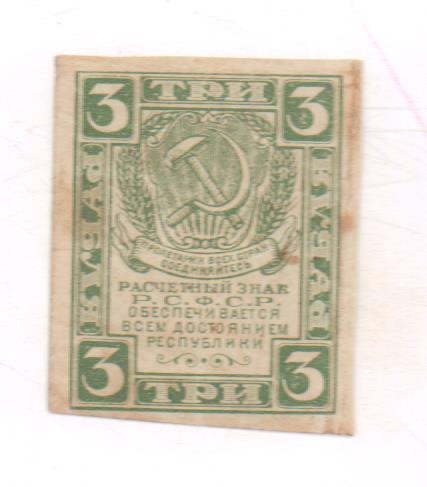 3 ТРИ 3
РУБЛЯ
РУБЛЯ
ПРОЛЕТАРИИ ВСЕХ СТРАН
СОЕДИНЯЙТЕСЬ
РАСЧЕТНЫЙ ЗНАК
Р.С.Ф.С.Р.
ОБЕСПЕЧИВАЕТСЯ
ВСЕМ ДОСТОЯНИЕМ
РЕСПУБЛИКИ
3 ТРИ 3